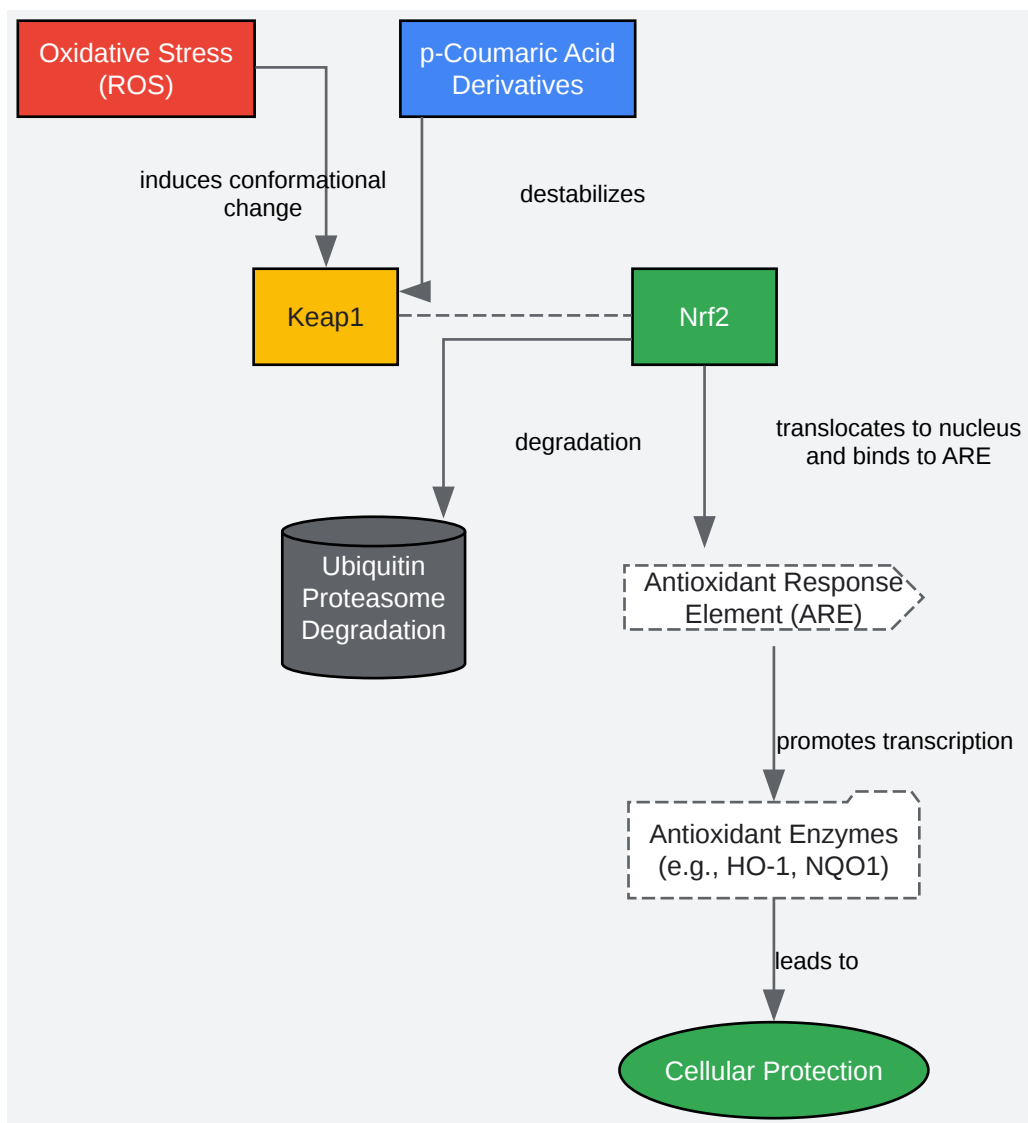 Oxidative Stress
(ROS)
p-Coumaric Acid
Derivatives
induces conformational
change
destabilizes
Keap1
Nrf2
degradation
translocates to nucleus
and binds to ARE
Ubiquitin
Proteasome
Degradation
Antioxidant Response
Element (ARE)
promotes transcription
Antioxidant Enzymes
(e.g., HO-1, NQO1)
leads to
Cellular Protection